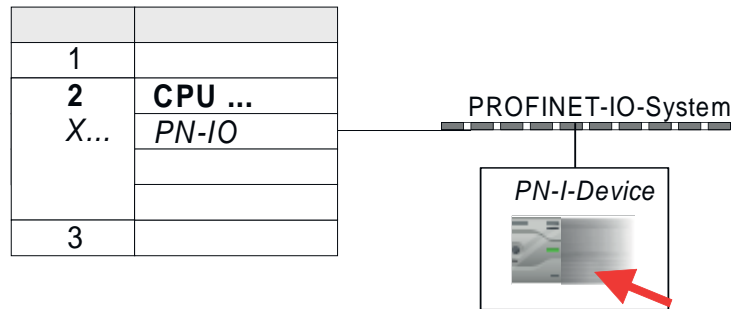 1
2 CPU ...
X... PN-IO
3
PROFINET-IO-System
PN-I-Device